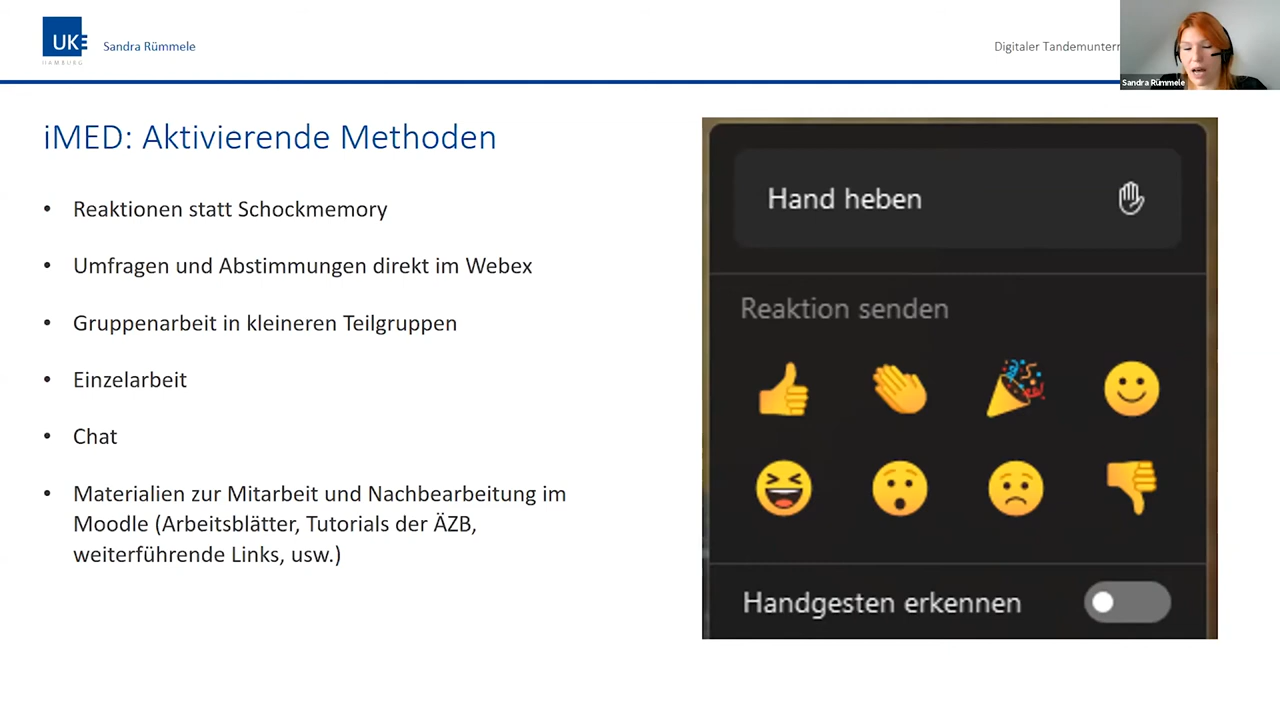 UKE
HAMBURG
Sandra Rümmele
Sandra Rümmele
iMED: Aktivierende Methoden
• Reaktionen statt Schockmemory
• Umfragen und Abstimmungen direkt im Webex
• Gruppenarbeit in kleineren Teilgruppen
• Einzelarbeit
• Chat
• Materialien zur Mitarbeit und Nachbearbeitung im
Moodle (Arbeitsblätter, Tutorials der ÄZB,
weiterführende Links, usw.)
Hand heben
Reaktion senden
Handgesten erkennen
Digitaler